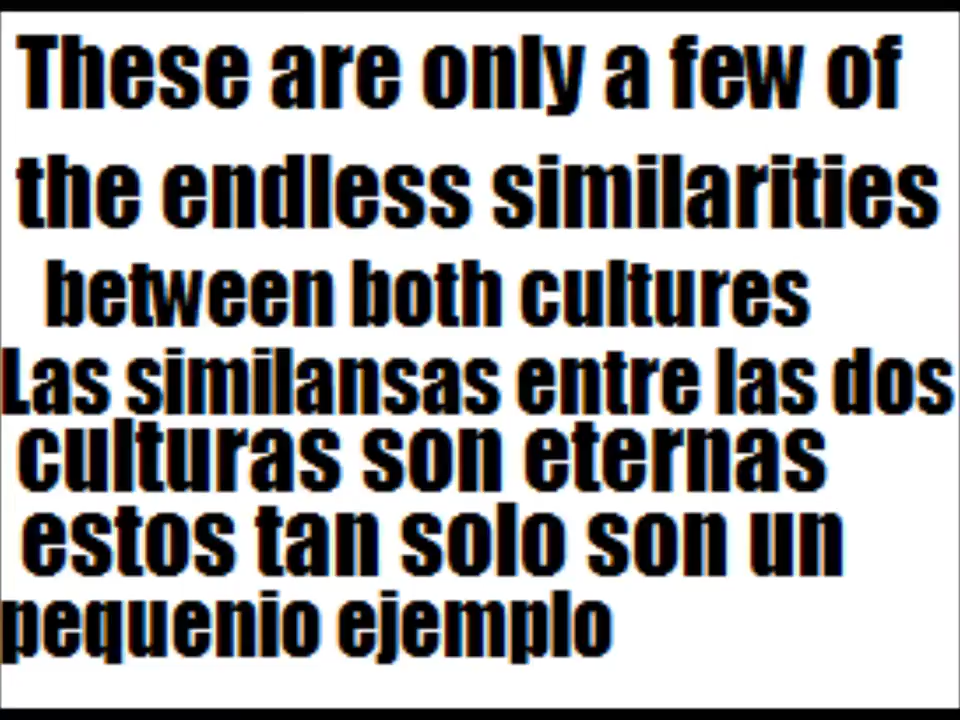 These are only a few of
the endless similarities
between both cultures
Las similansas entre las dos
culturas son eternas
estos tan solo son un
pequenio ejemplo